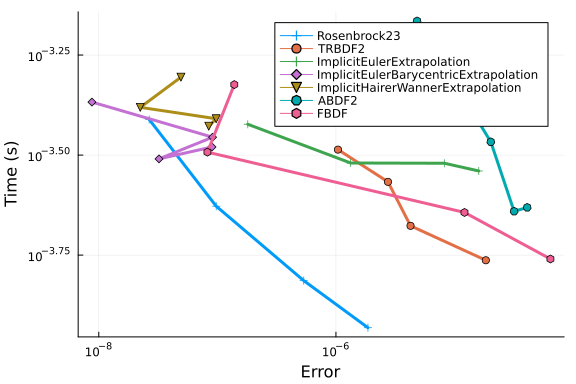 Rosenbrock23
TRBDF2
ImplicitEulerExtrapolation
ImplicitEulerBarycentricExtrapolation
ImplicitHairerWannerExtrapolation
ABDF2
FBDF
10^-3.25
10^-3.50
10^-3.75
Time (s)
10^-8
10^-6
Error